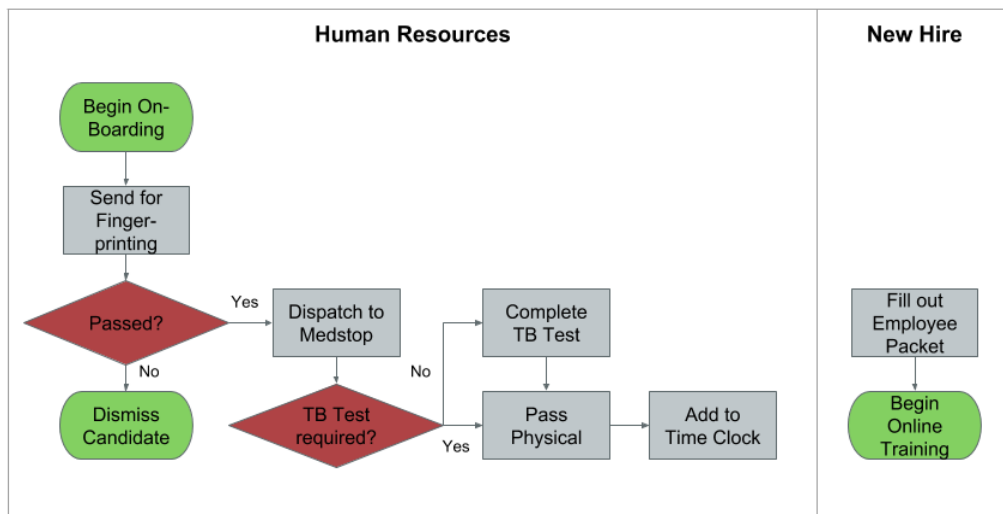 Human Resources
New Hire
Begin On-
Boarding
Send for
Finger-
printing
Passed?
Yes
No
Dismiss
Candidate
Dispatch to
Medstop
TB Test
required?
No
Yes
Complete
TB Test
Pass
Physical
Add to
Time Clock
Fill out
Employee
Packet
Begin
Online
Training